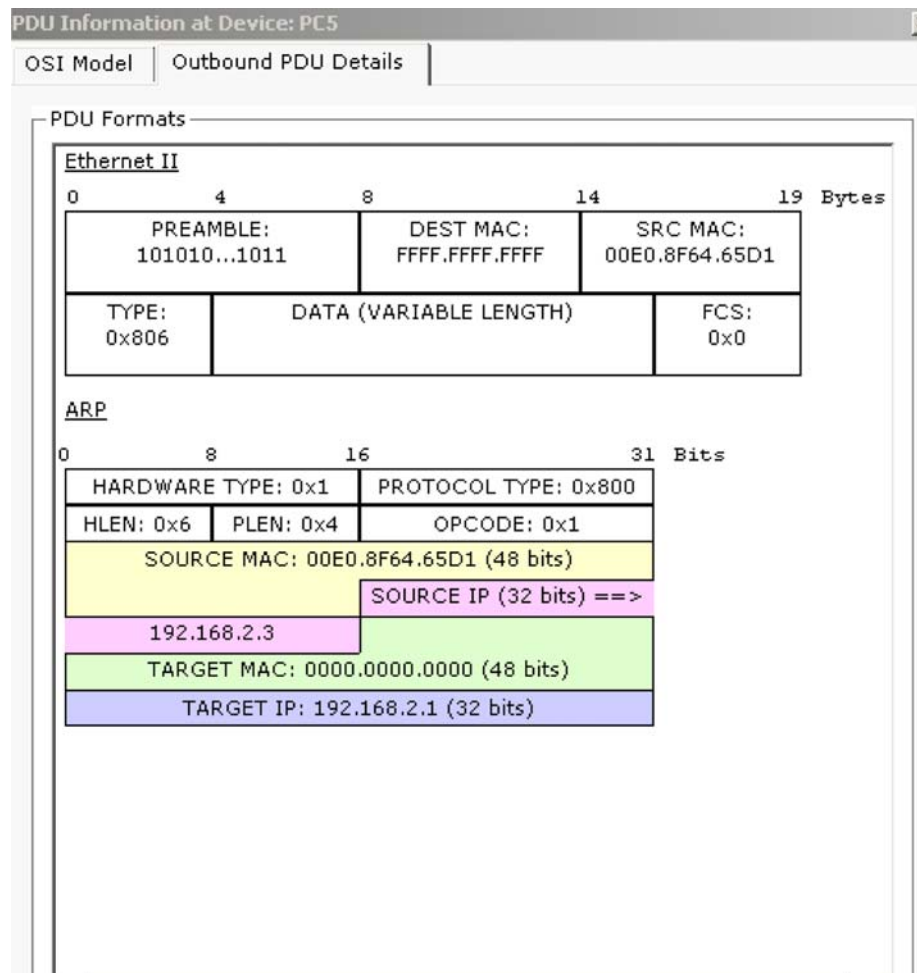 PDU Information at Device: PC5
OSI Model
Outbound PDU Details
PDU Formats
Ethernet II
0 4 8 14 19 Bytes
PREAMBLE: DEST MAC: SRC MAC:
101010...1011 FFFF.FFFF.FFFF 00E0.8F64.65D1
TYPE: DATA (VARIABLE LENGTH) FCS:
0x806 0x0
ARP
0 8 16 31 Bits
HARDWARE TYPE: 0x1 PROTOCOL TYPE: 0x800
HLEN: 0x6 PLEN: 0x4 OPCODE: 0x1
SOURCE MAC: 00E0.8F64.65D1 (48 bits)
SOURCE IP (32 bits) ==>
192.168.2.3
TARGET MAC: 0000.0000.0000 (48 bits)
TARGET IP: 192.168.2.1 (32 bits)